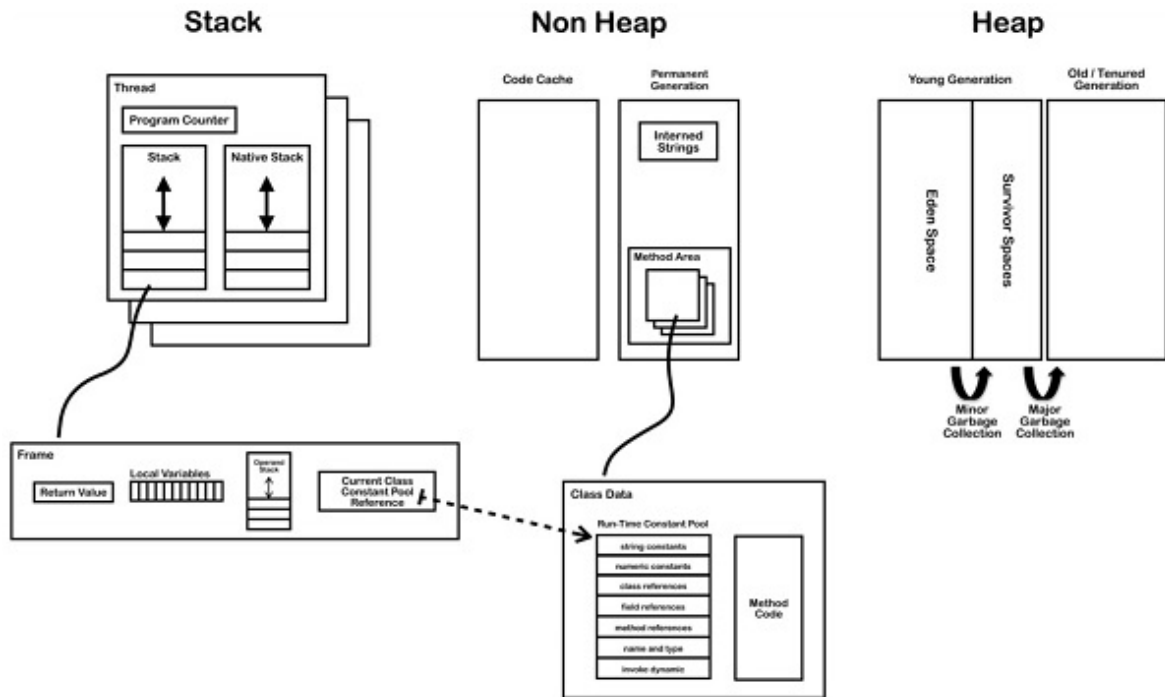 Stack
Non Heap
Heap
Thread
Program Counter
Stack
Native Stack
Code Cache
Permanent
Generation
Interned
Strings
Method Area
Young Generation
Old / Tenured
Generation
Eden Space
Survivor Spaces
Minor
Garbage
Collection
Major
Garbage
Collection
Frame
Return Value
Local Variables
Operand
Stack
Current Class
Constant Pool
Reference
Class Data
Run-Time Constant Pool
string constants
numeric constants
class references
field references
method references
name and type
invoke dynamic
Method
Code